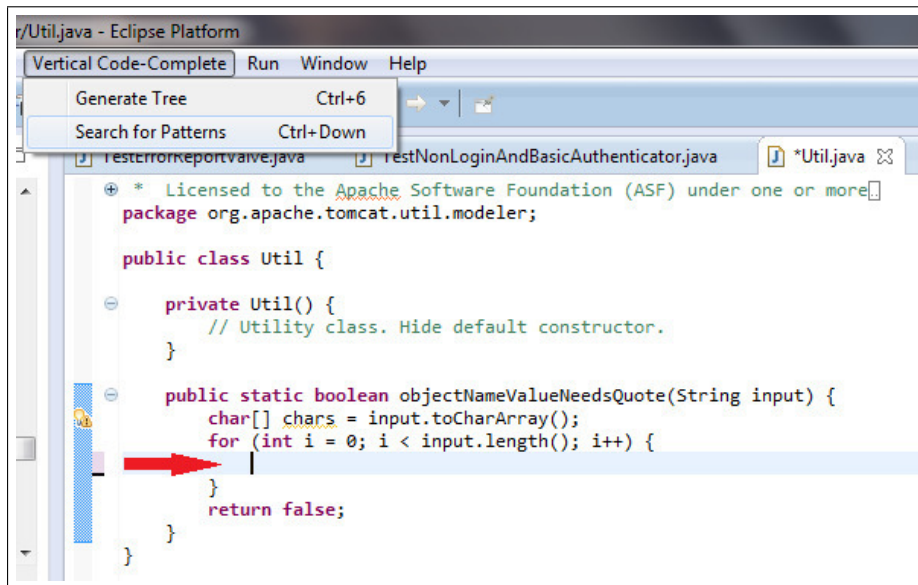 r/Util.java - Eclipse Platform
Vertical Code-Complete Run Window Help
Generate Tree Ctrl+6
Search for Patterns Ctrl+Down
TestErrorReportValve.java TestNonLoginAndBasicAuthenticator.java *Util.java
* Licensed to the Apache Software Foundation (ASF) under one or more..
package org.apache.tomcat.util.modeler;
public class Util {
private Util() {
// Utility class. Hide default constructor.
}
public static boolean objectNameValueNeedsQuote(String input) {
char[] chars = input.toCharArray();
for (int i = 0; i < input.length(); i++) {
}
return false;
}
}